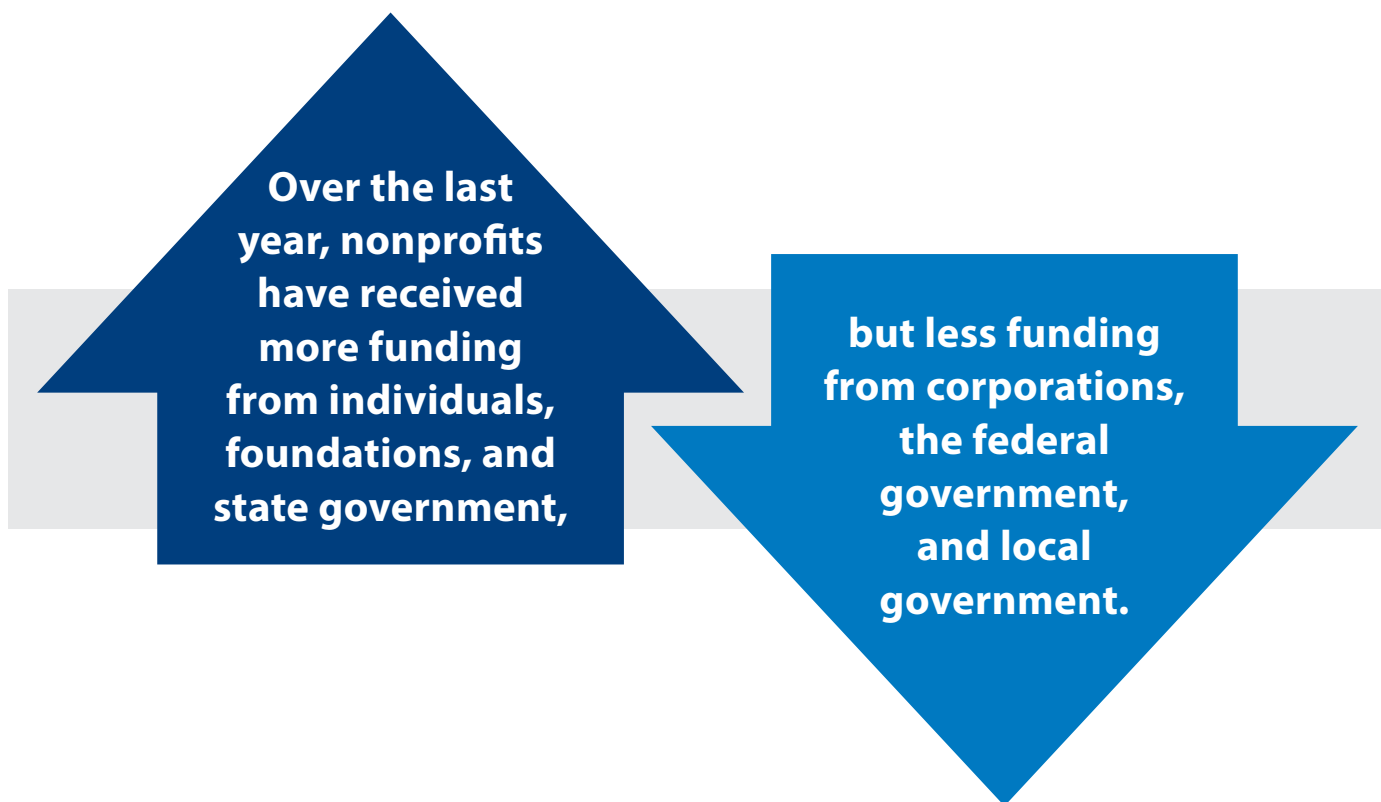 Over the last
year, nonprofits
have received
more funding
from individuals,
foundations, and
state government,
but less funding
from corporations,
the federal
government,
and local
government.